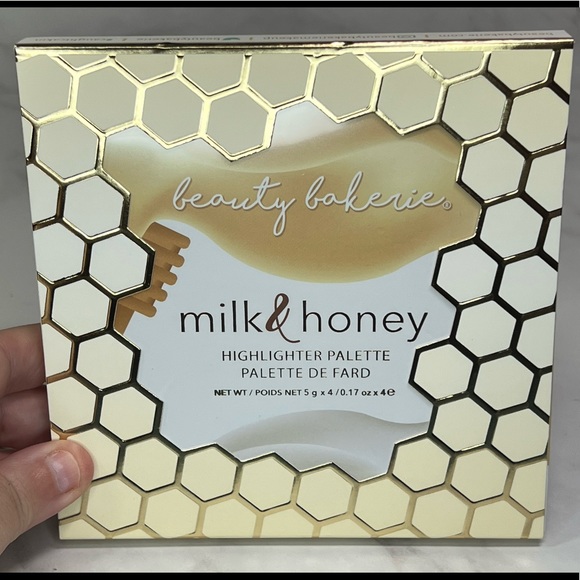 beauty bakerie®
milk & honey
HIGHLIGHTER PALETTE
PALETTE DE FARD
NET WT / POIDS NET 5 g x 4 / 0.17 oz x 4 ℮